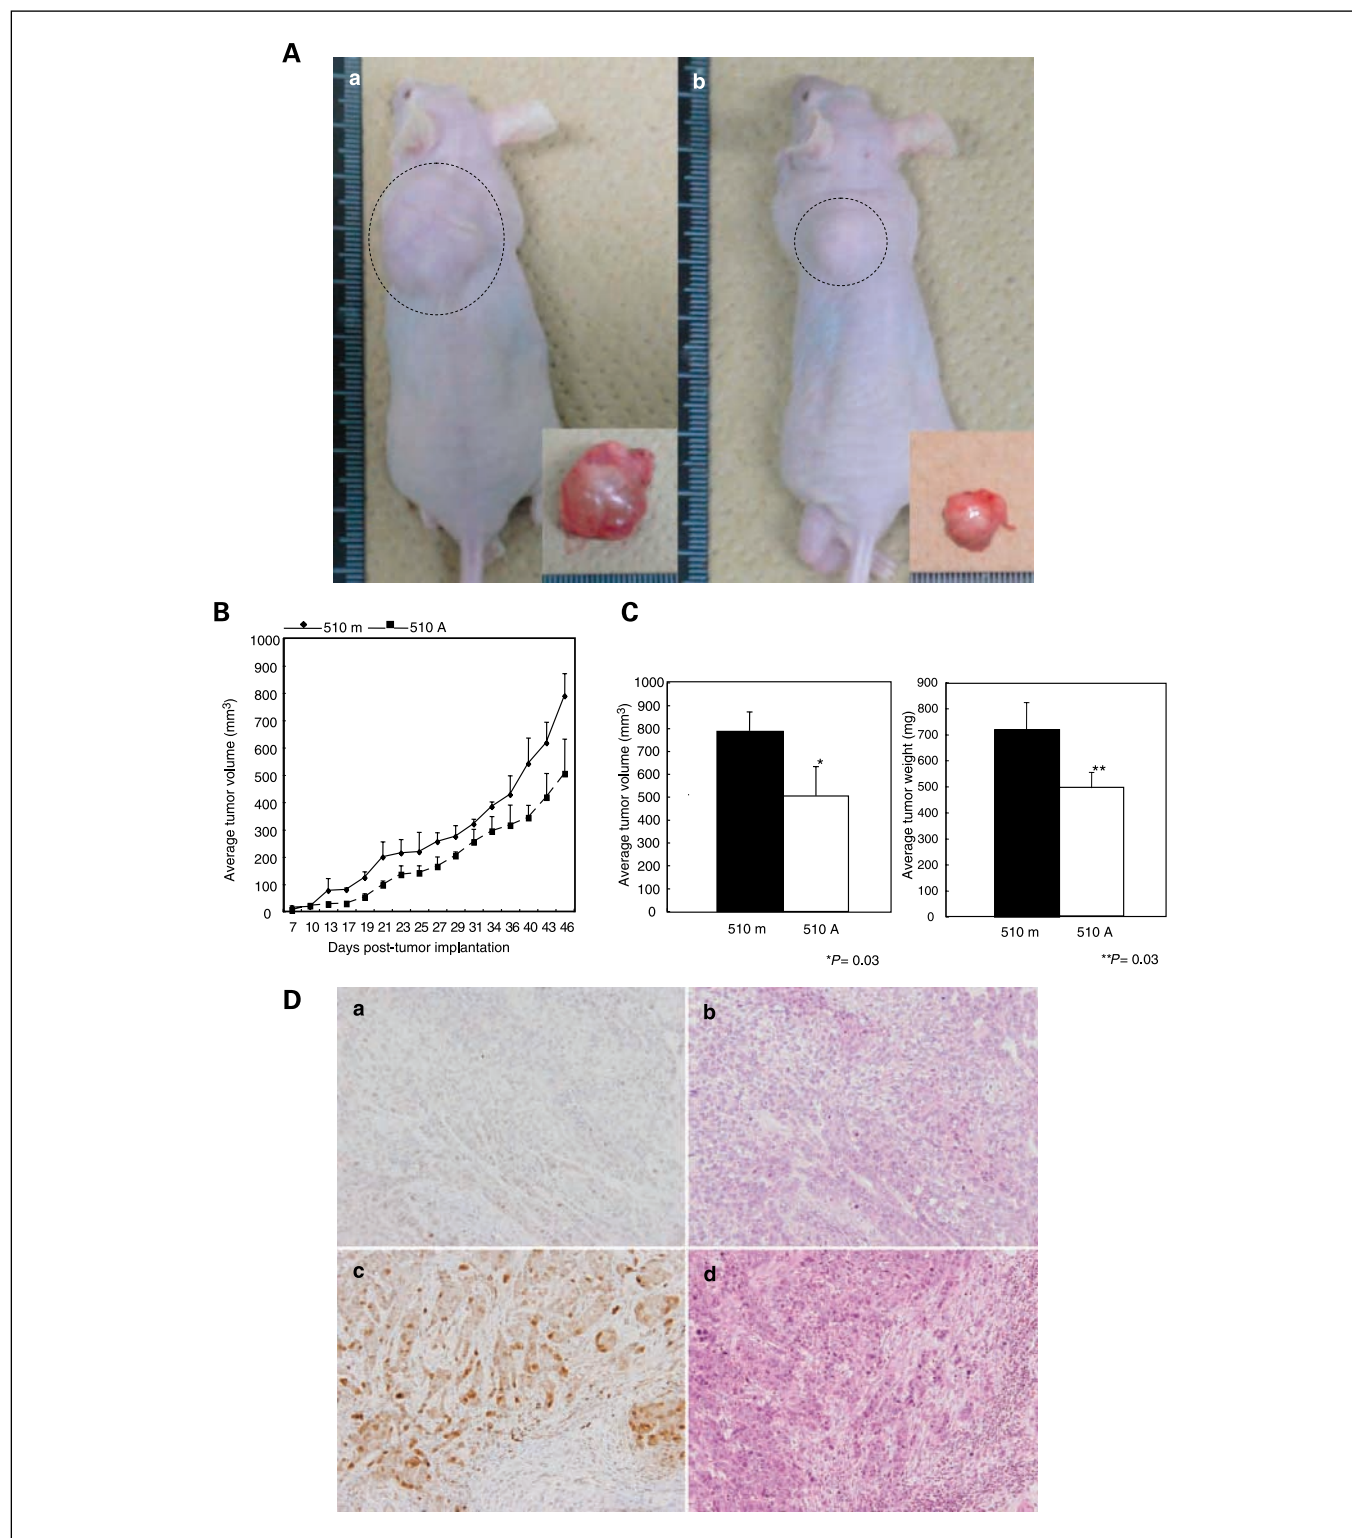 A
a
b
B
510 m
510 A
1000
900
800
700
600
500
400
300
200
100
0
Average tumor volume (mm³)
7 10 13 17 19 21 23 25 27 29 31 34 36 40 43 46
Days post-tumor implantation
C
1000
900
800
700
600
500
400
300
200
100
0
Average tumor volume (mm³)
*
510 m
510 A
*P= 0.03
900
800
700
600
500
400
300
200
100
0
Average tumor weight (mg)
**
510 m
510 A
**P= 0.03
D
a
b
c
d